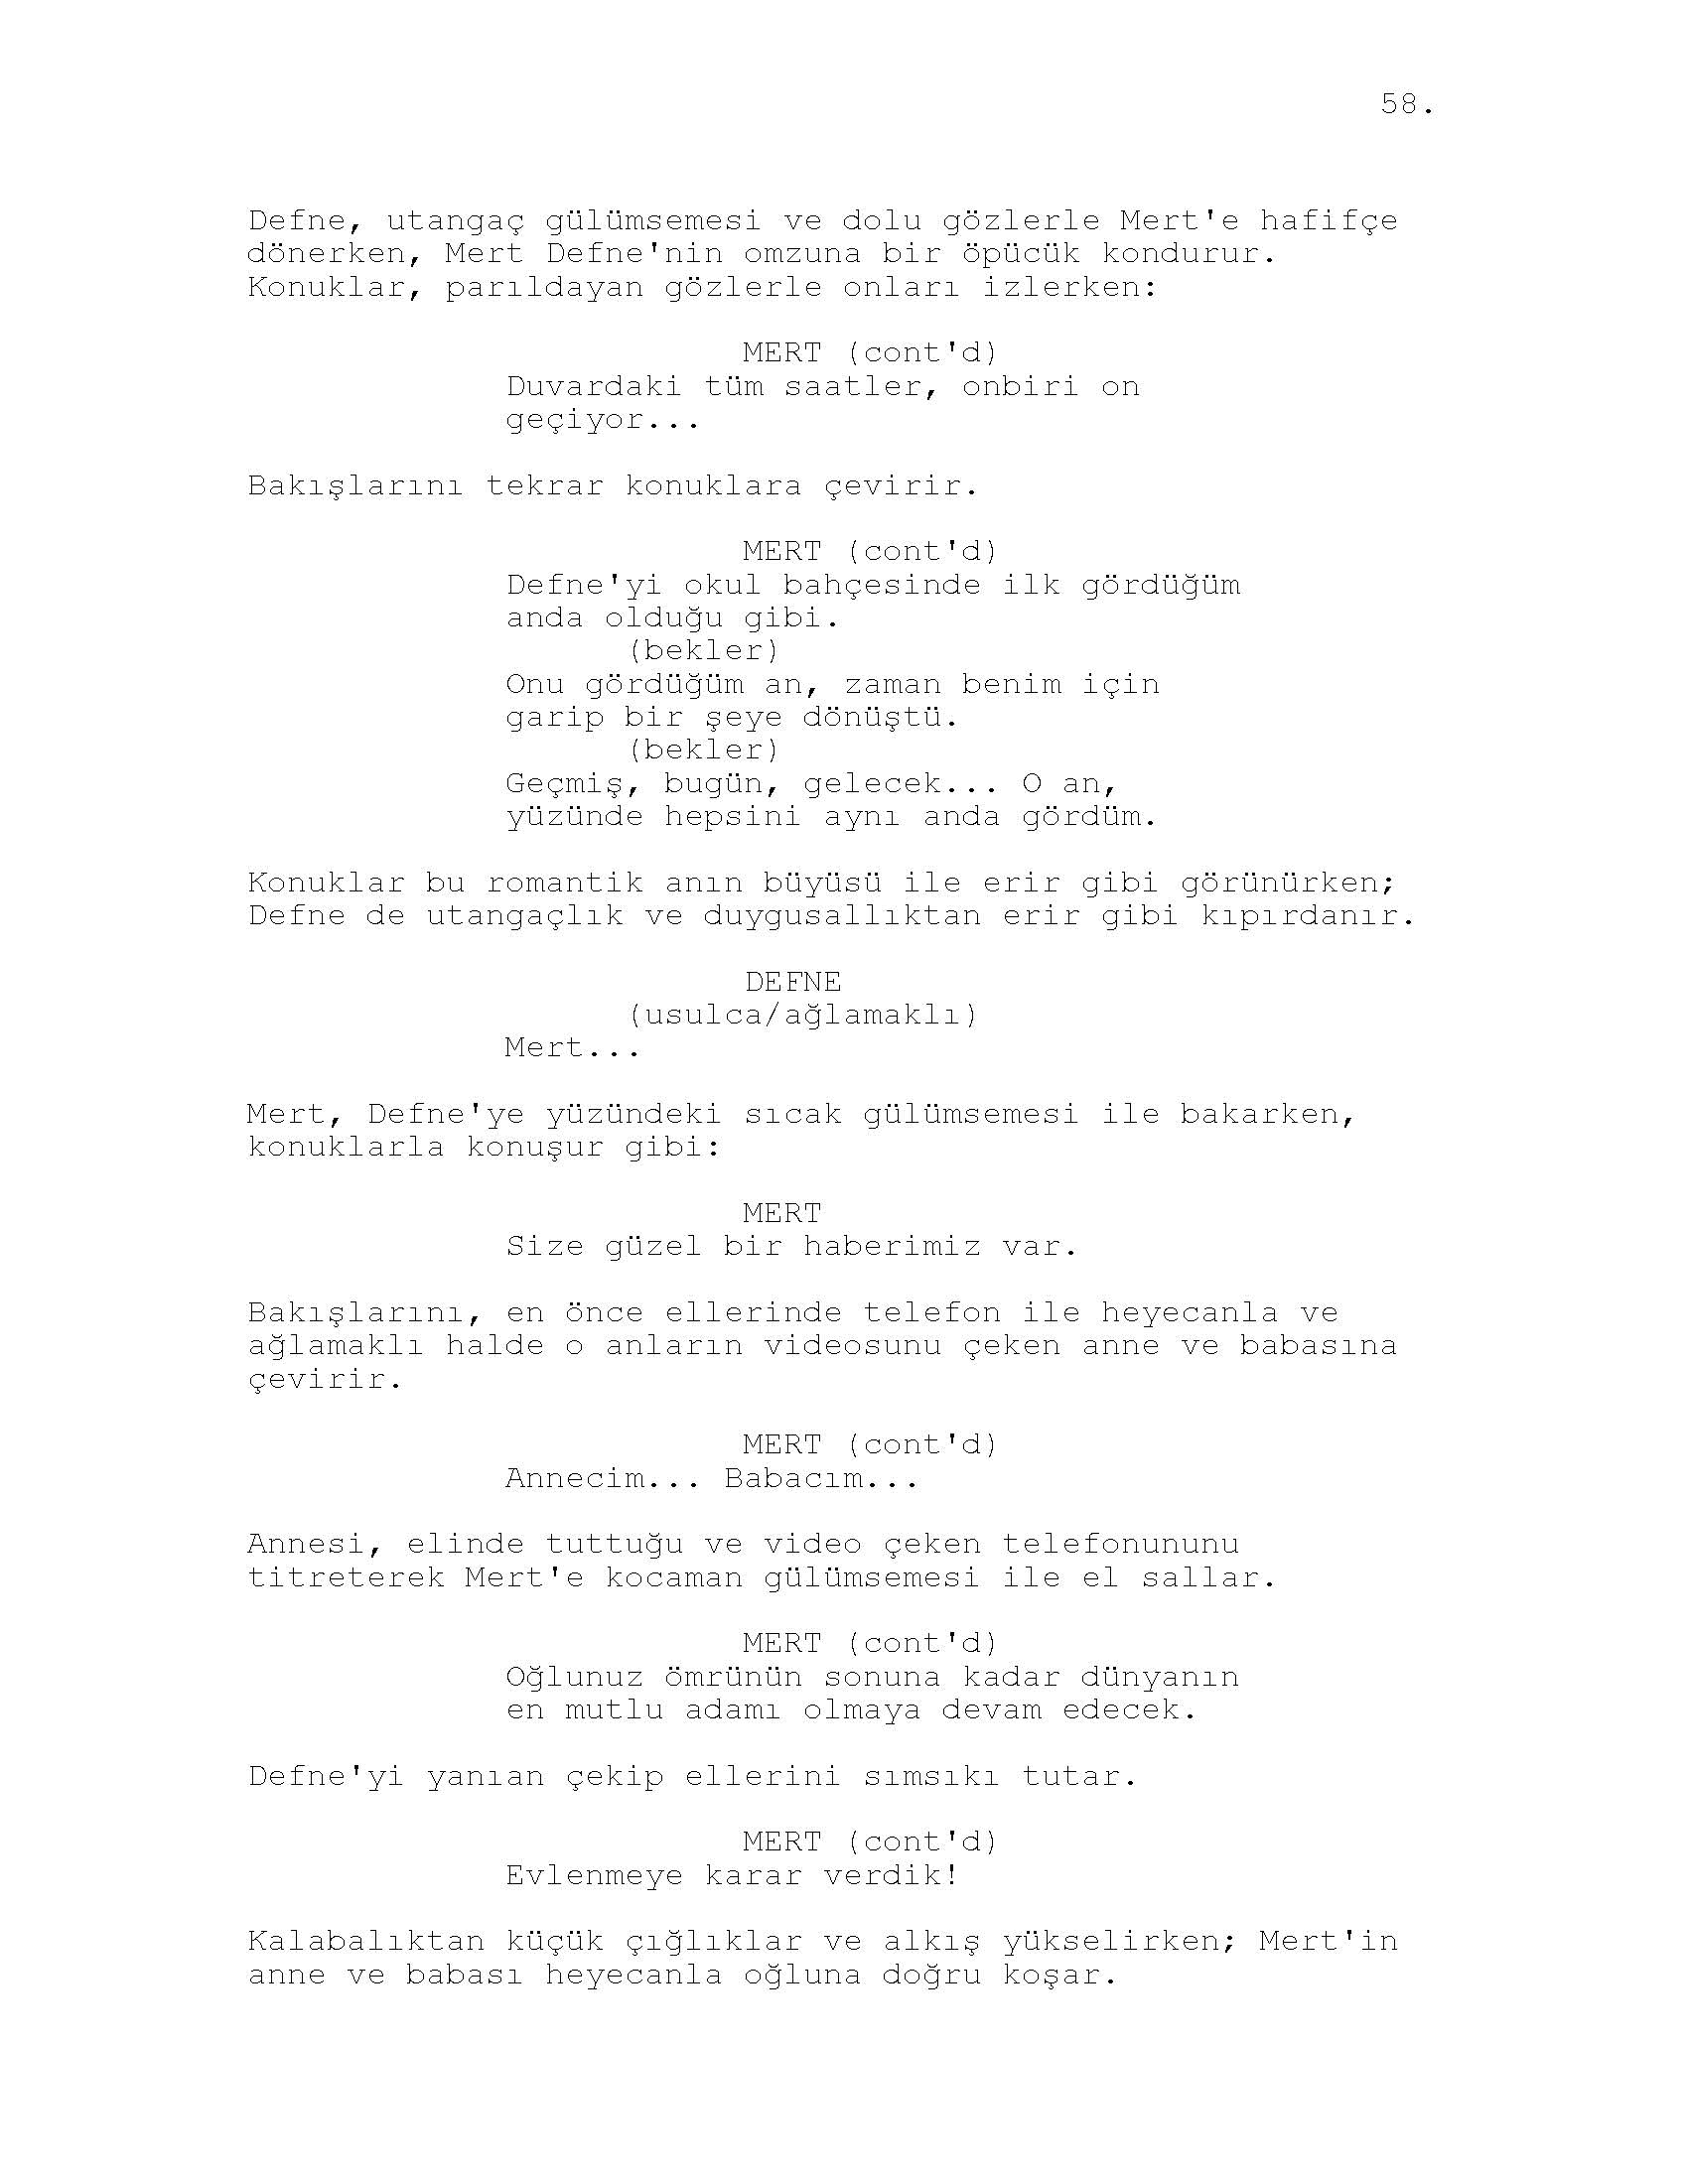 58.
Defne, utangaç gülümsemesi ve dolu gözlerle Mert'e hafifçe
dönerken, Mert Defne'nin omzuna bir öpücük kondurur.
Konuklar, parıldayan gözlerle onları izlerken:
MERT (cont'd)
Duvardaki tüm saatler, onbiri on
geçiyor...
Bakışlarını tekrar konuklara çevirir.
MERT (cont'd)
Defne'yi okul bahçesinde ilk gördüğüm
anda olduğu gibi.
(bekler)
Onu gördüğüm an, zaman benim için
garip bir şeye dönüştü.
(bekler)
Geçmiş, bugün, gelecek... O an,
yüzünde hepsini aynı anda gördüm.
Konuklar bu romantik anın büyüsü ile erir gibi görünürken;
Defne de utangaçlık ve duygusallıktan erir gibi kıpırdanır.
DEFNE
(usulca/ağlamaklı)
Mert...
Mert, Defne'ye yüzündeki sıcak gülümsemesi ile bakarken,
konuklarla konuşur gibi:
MERT
Size güzel bir haberimiz var.
Bakışlarını, en önce ellerinde telefon ile heyecanla ve
ağlamaklı halde o anların videosunu çeken anne ve babasına
çevirir.
MERT (cont'd)
Annecim... Babacım...
Annesi, elinde tuttuğu ve video çeken telefonununu
titreterek Mert'e kocaman gülümsemesi ile el sallar.
MERT (cont'd)
Oğlunuz ömrünün sonuna kadar dünyanın
en mutlu adamı olmaya devam edecek.
Defne'yi yanıan çekip ellerini sımsıkı tutar.
MERT (cont'd)
Evlenmeye karar verdik!
Kalabalıktan küçük çığlıklar ve alkış yükselirken; Mert'in
anne ve babası heyecanla oğluna doğru koşar.